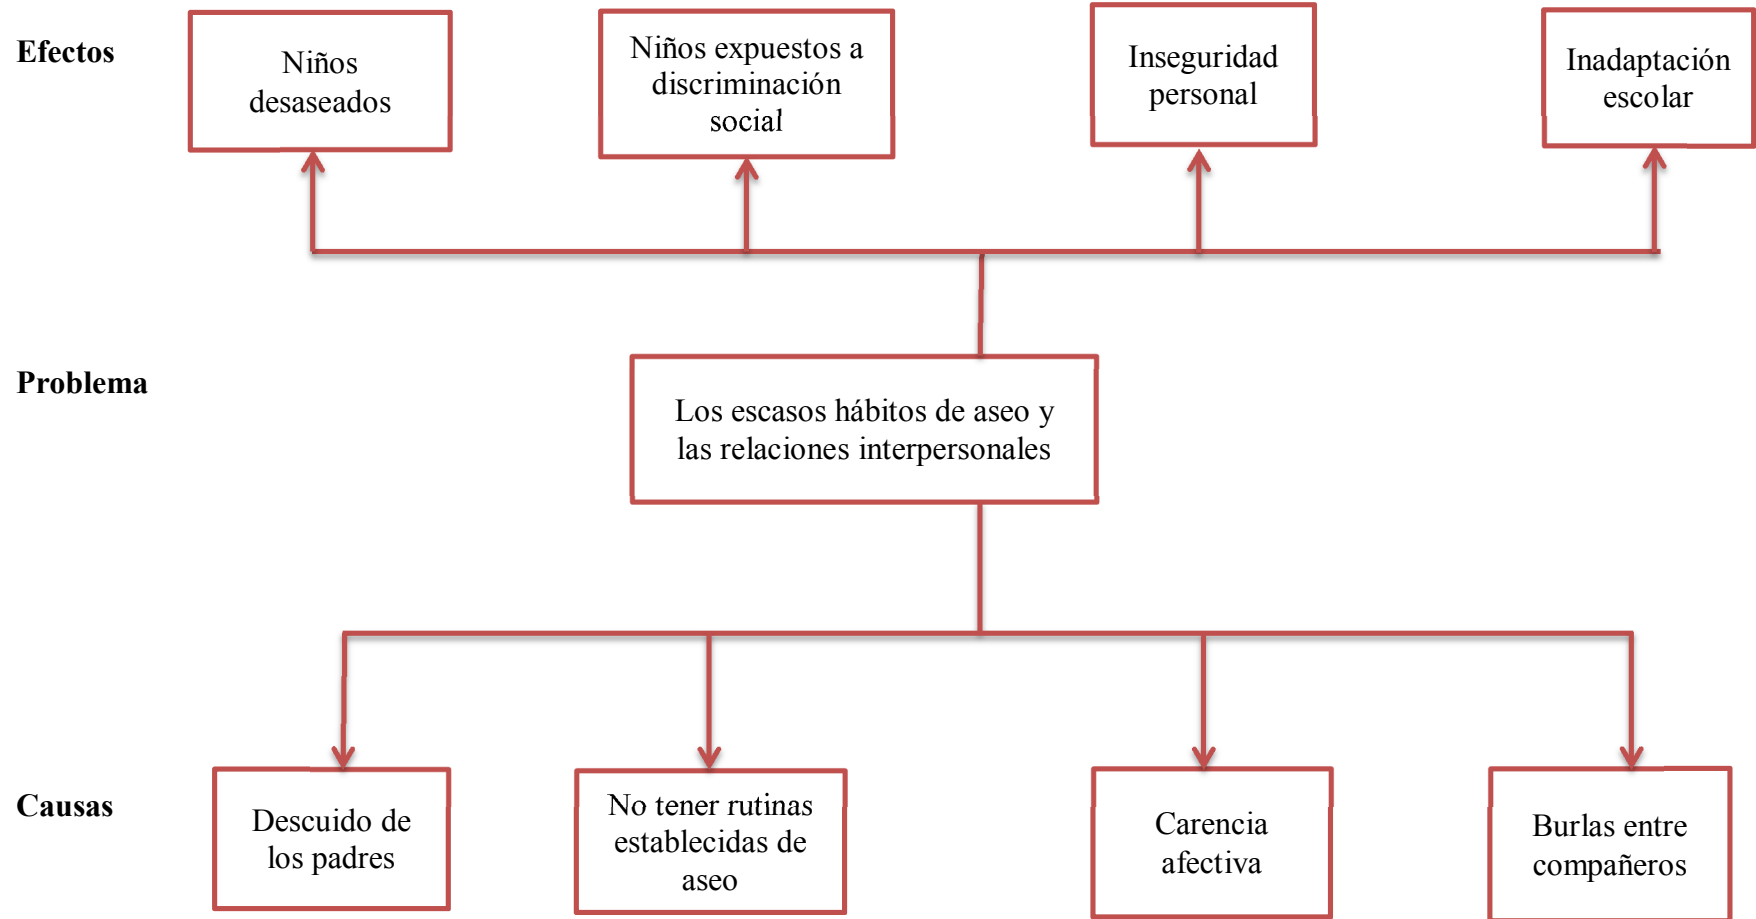 Efectos
Niños
desaseados
Niños expuestos a
discriminación
social
Inseguridad
personal
Inadaptación
escolar
Problema
Los escasos hábitos de aseo y
las relaciones interpersonales
Causas
Descuido de
los padres
No tener rutinas
establecidas de
aseo
Carencia
afectiva
Burlas entre
compañeros